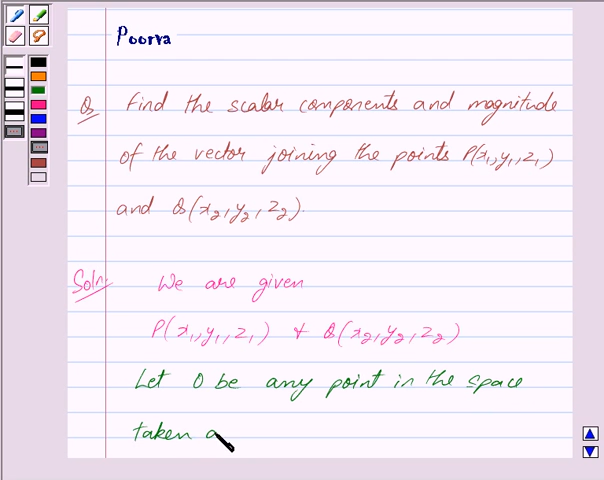 Poorva
Q Find the scalar components and magnitude
of the vector joining the points P(x₁, y₁, z₁)
and Q(x₂, y₂, z₂).
Soln: We are given
P(x₁, y₁, z₁) & Q(x₂, y₂, z₂)
Let O be any point in the space
taken a